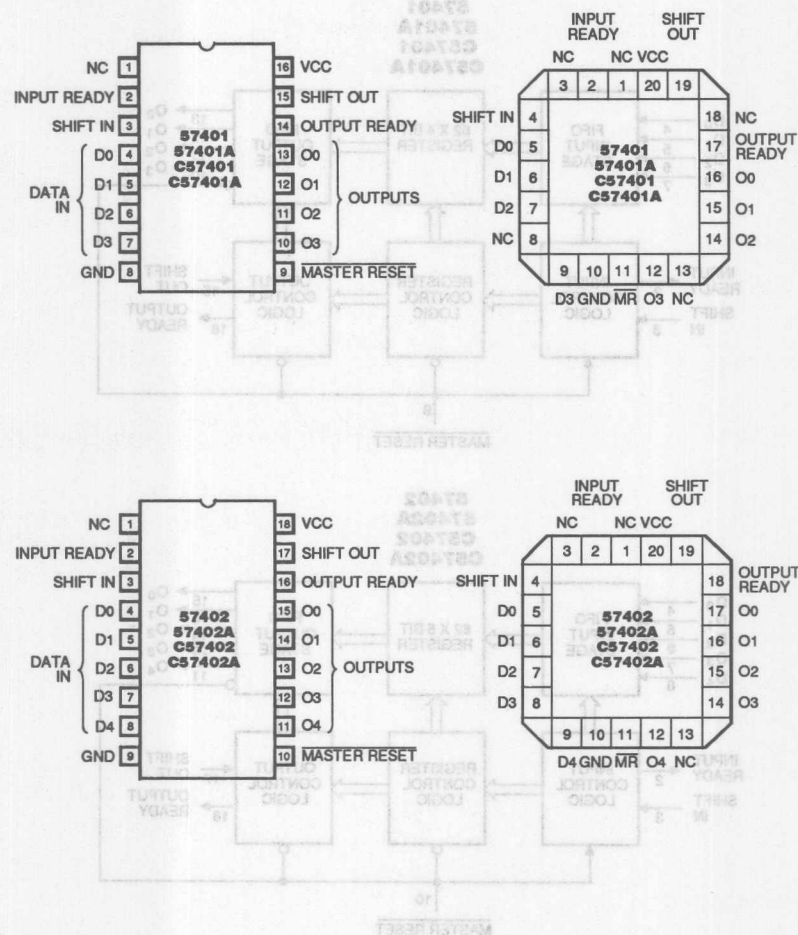 NC 1
INPUT READY 2
SHIFT IN 3
D0 4
D1 5
D2 6
D3 7
GND 8
DATA IN
57401
57401A
C57401
C57401A
16 VCC
15 SHIFT OUT
14 OUTPUT READY
13 O0
12 O1
11 O2
10 O3
9 MASTER RESET
OUTPUTS
INPUT READY
SHIFT OUT
NC NC VCC
3 2 1 20 19
SHIFT IN 4
D0 5
D1 6
D2 7
NC 8
57401
57401A
C57401
C57401A
18 NC
17 OUTPUT READY
16 O0
15 O1
14 O2
9 10 11 12 13
D3 GND MR O3 NC
NC 1
INPUT READY 2
SHIFT IN 3
D0 4
D1 5
D2 6
D3 7
D4 8
GND 9
DATA IN
57402
57402A
C57402
C57402A
18 VCC
17 SHIFT OUT
16 OUTPUT READY
15 O0
14 O1
13 O2
12 O3
11 O4
10 MASTER RESET
OUTPUTS
INPUT READY
SHIFT OUT
NC NC VCC
3 2 1 20 19
SHIFT IN 4
D0 5
D1 6
D2 7
D3 8
57402
57402A
C57402
C57402A
18 OUTPUT READY
17 O0
16 O1
15 O2
14 O3
9 10 11 12 13
D4 GND MR O4 NC